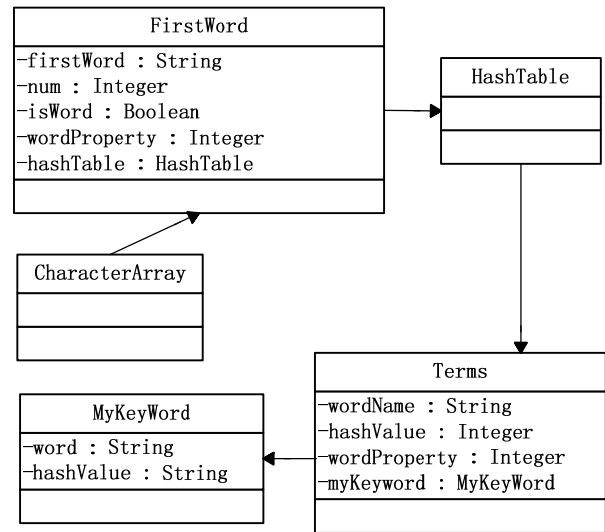 FirstWord
-firstWord : String
-num : Integer
-isWord : Boolean
-wordProperty : Integer
-hashTable : HashTable
HashTable
CharacterArray
Terms
-wordName : String
-hashValue : Integer
-wordProperty : Integer
-myKeyword : MyKeyWord
MyKeyWord
-word : String
-hashValue : String